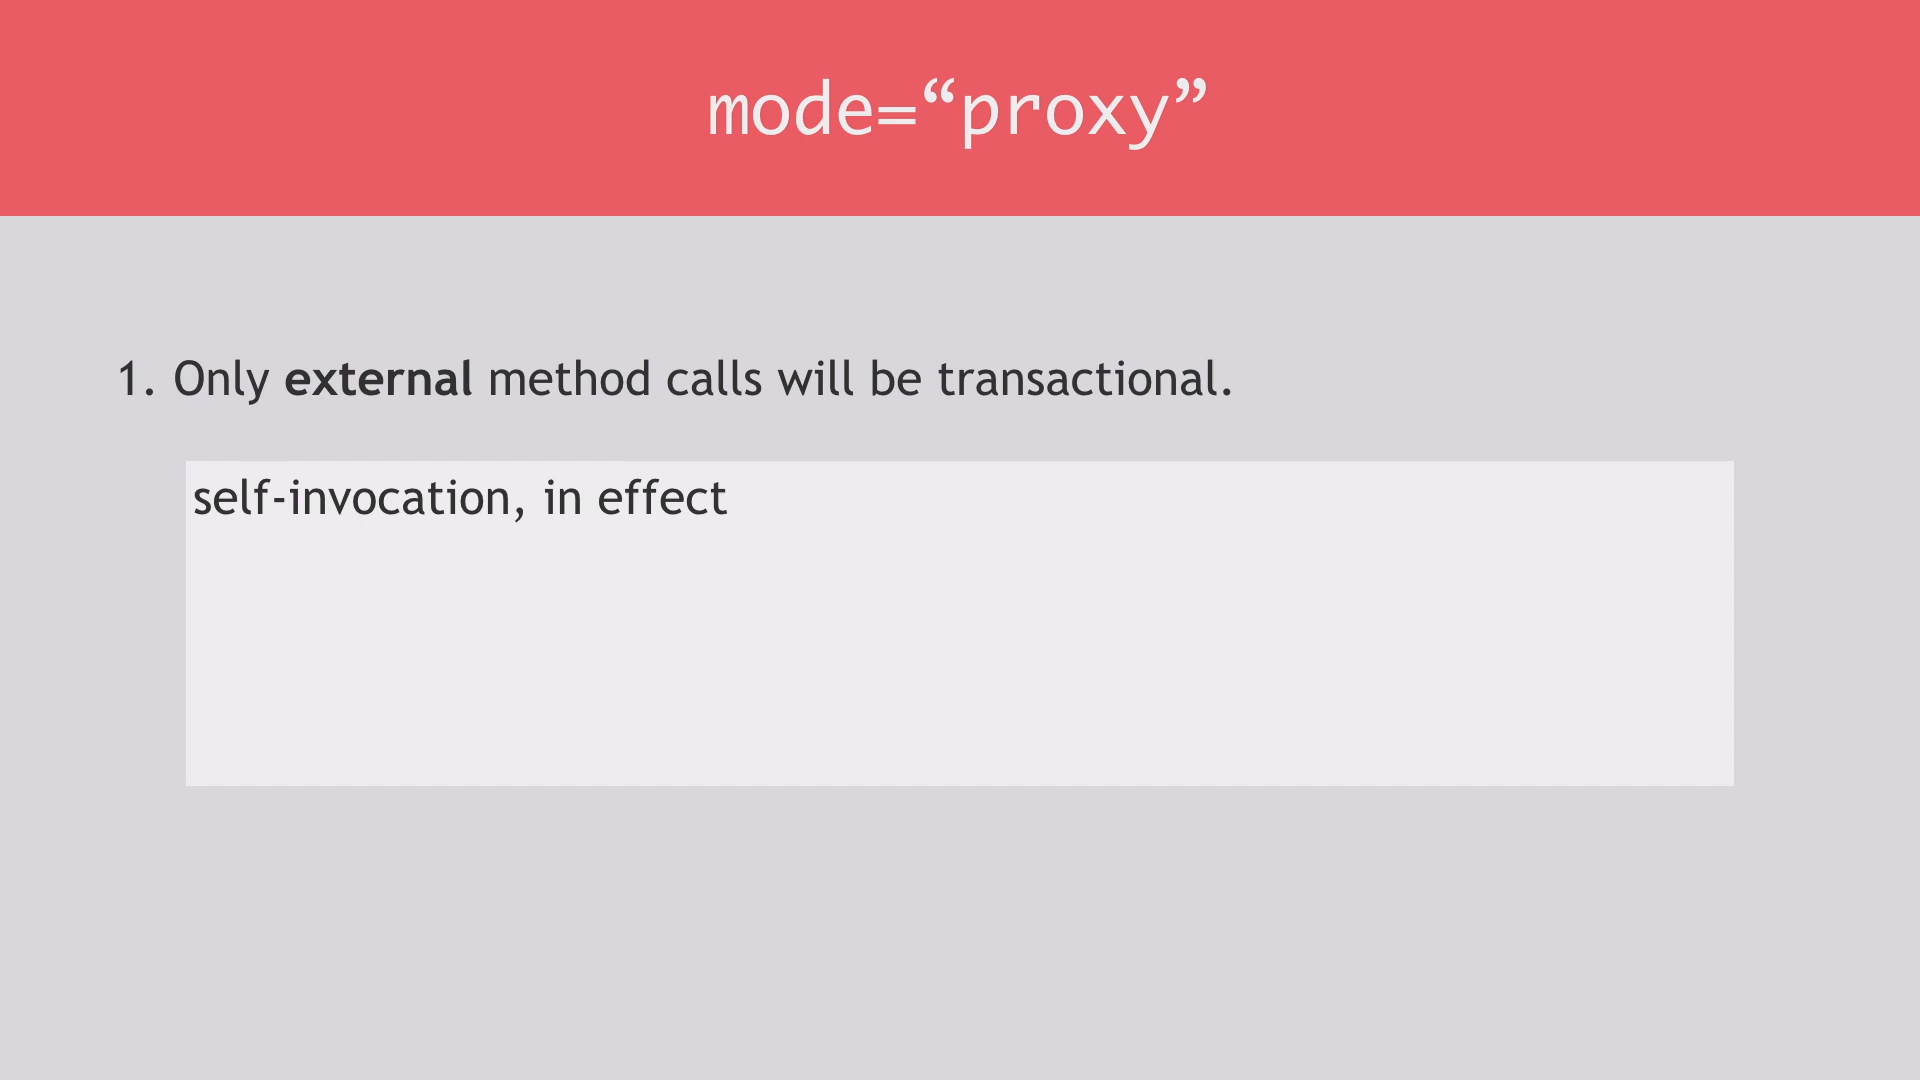 mode=“proxy”
1. Only external method calls will be transactional.
self-invocation, in effect